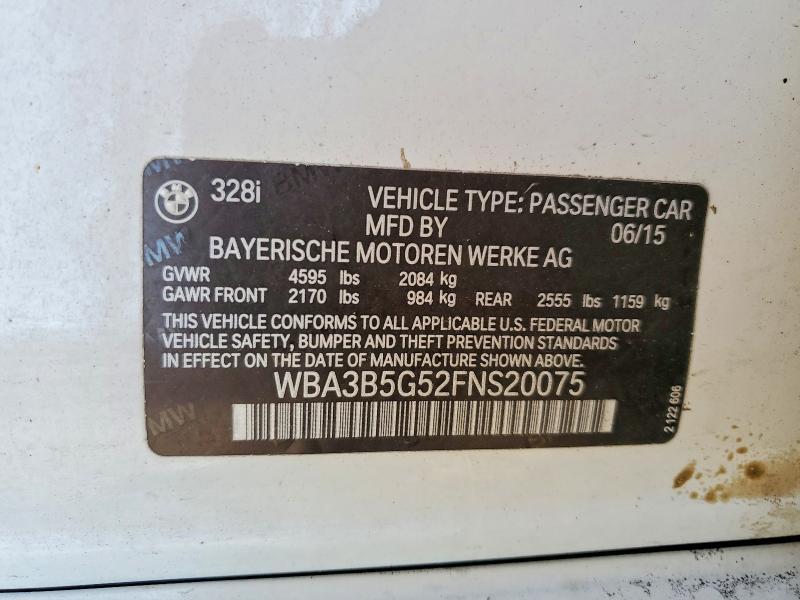 328i VEHICLE TYPE: PASSENGER CAR
MFD BY 06/15
BAYERISCHE MOTOREN WERKE AG
GVWR 4595 lbs 2084 kg
GAWR FRONT 2170 lbs 984 kg REAR 2555 lbs 1159 kg
THIS VEHICLE CONFORMS TO ALL APPLICABLE U.S. FEDERAL MOTOR
VEHICLE SAFETY, BUMPER AND THEFT PREVENTION STANDARDS
IN EFFECT ON THE DATE OF MANUFACTURE SHOWN ABOVE.
WBA3B5G52FNS20075
2 122 606